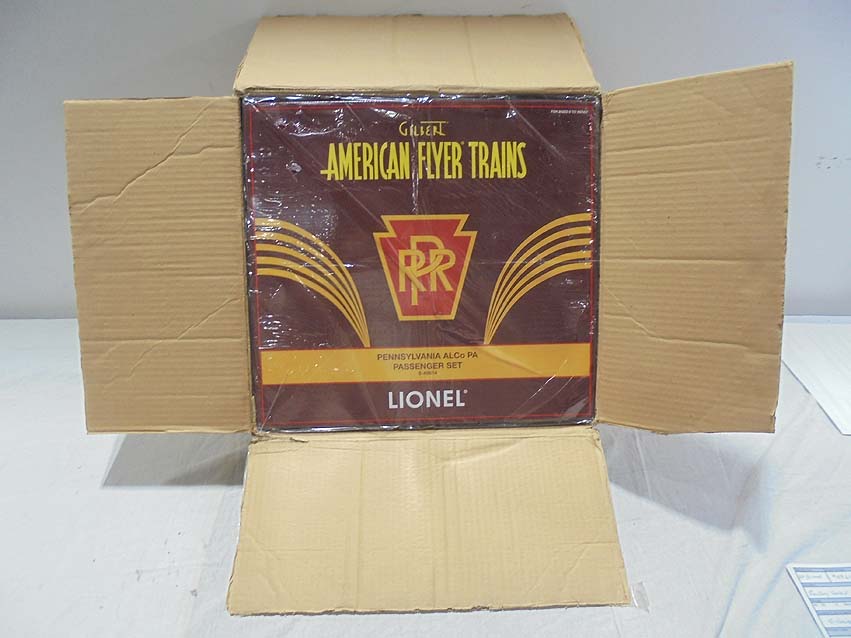 GILBERT
AMERICAN FLYER TRAINS
PRR
PENNSYLVANIA ALCo PA
PASSENGER SET
LIONEL®